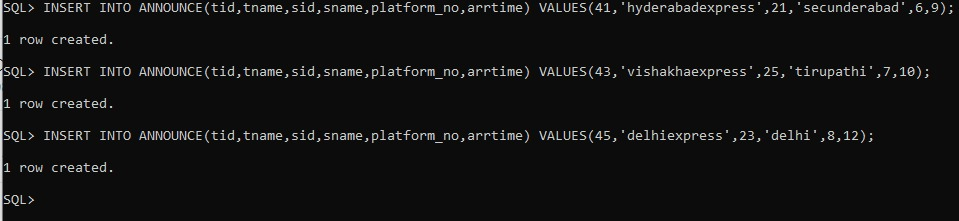 SQL> INSERT INTO ANNOUNCE(tid,tname,sid,sname,platform_no,arrtime) VALUES(41,'hyderabadexpress',21,'secunderabad',6,9);
1 row created.
SQL> INSERT INTO ANNOUNCE(tid,tname,sid,sname,platform_no,arrtime) VALUES(43,'vishakhaexpress',25,'tirupathi',7,10);
1 row created.
SQL> INSERT INTO ANNOUNCE(tid,tname,sid,sname,platform_no,arrtime) VALUES(45,'delhiexpress',23,'delhi',8,12);
1 row created.
SQL>